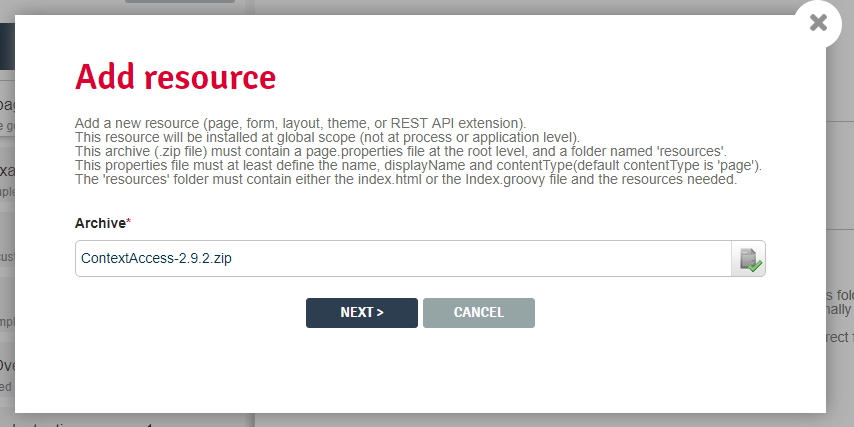 Add resource
Add a new resource (page, form, layout, theme, or REST API extension).
This resource will be installed at global scope (not at process or application level).
This archive (.zip file) must contain a page.properties file at the root level, and a folder named 'resources'.
This properties file must at least define the name, displayName and contentType(default contentType is 'page').
The 'resources' folder must contain either the index.html or the Index.groovy file and the resources needed.
Archive*
ContextAccess-2.9.2.zip
NEXT >
CANCEL